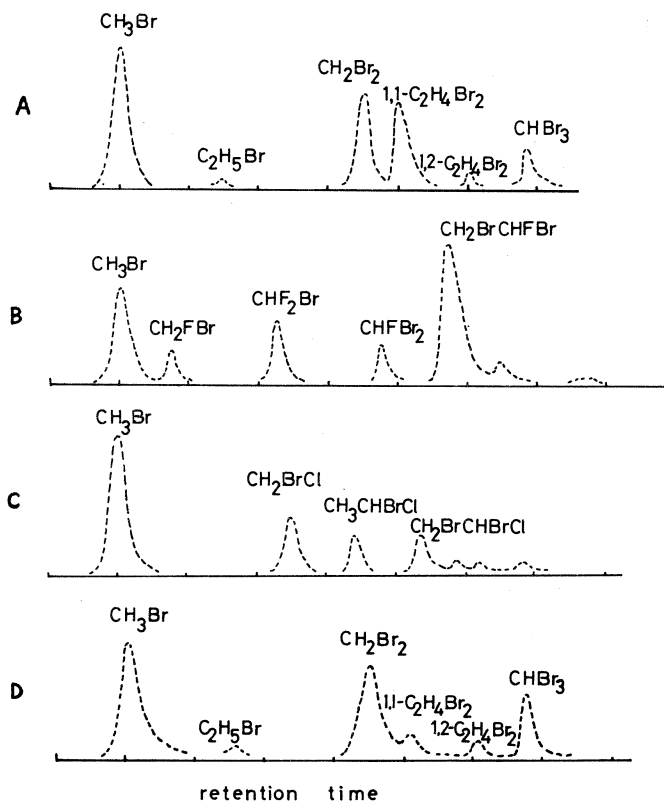 CH₃Br
CH₂Br₂
1,1-C₂H₄Br₂
A
C₂H₅Br
1,2-C₂H₄Br₂
CHBr₃
CH₂BrCHFBr
CH₃Br
B
CH₂FBr
CHF₂Br
CHFBr₂
CH₃Br
C
CH₂BrCl
CH₃CHBrCl
CH₂BrCHBrCl
CH₃Br
D
CH₂Br₂
C₂H₅Br
1,1-C₂H₄Br₂
1,2-C₂H₄Br₂
CHBr₃
retention time